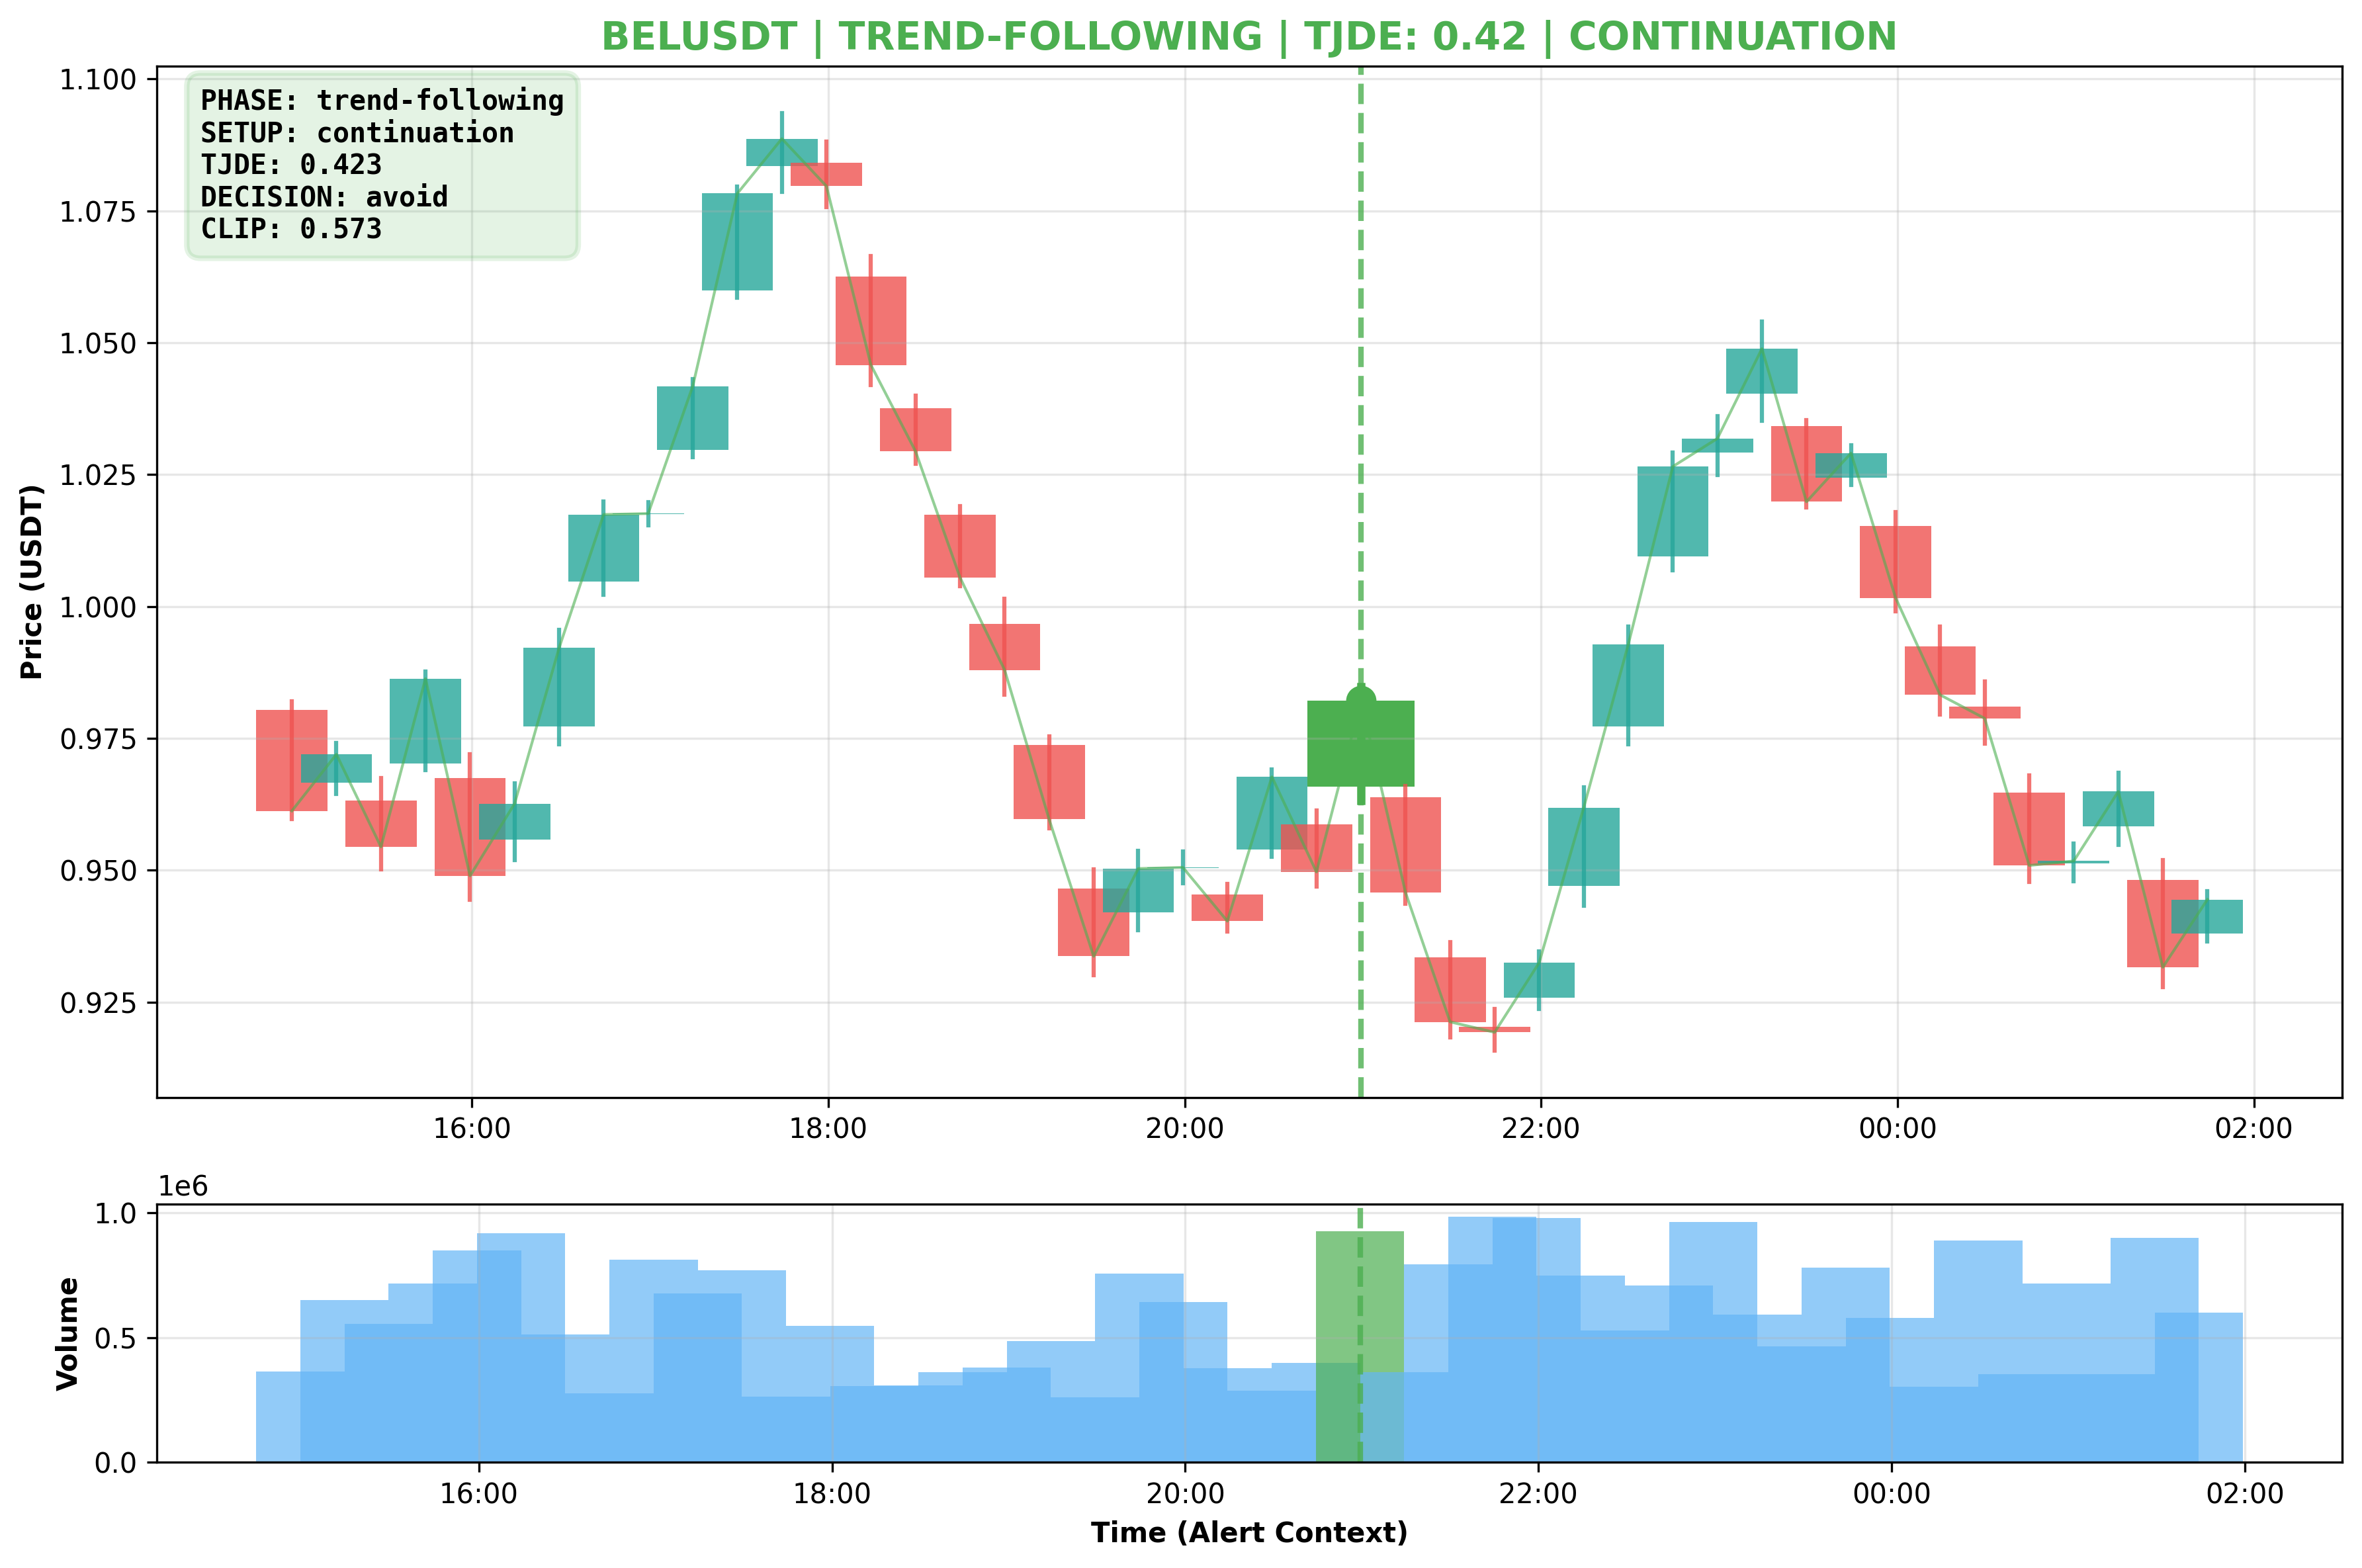 BELUSDT | TREND-FOLLOWING | TJDE: 0.42 | CONTINUATION
PHASE: trend-following
SETUP: continuation
TJDE: 0.423
DECISION: avoid
CLIP: 0.573
Price (USDT)
1.100
1.075
1.050
1.025
1.000
0.975
0.950
0.925
16:00 18:00 20:00 22:00 00:00 02:00
1e6
Volume
1.0
0.5
0.0
16:00 18:00 20:00 22:00 00:00 02:00
Time (Alert Context)